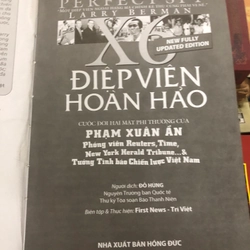 PERFECT SPY
LARRY BERMAN
X6
NEW FULLY
UPDATED EDITION
ĐIỆP VIÊN
HOÀN HẢO
CUỘC ĐỜI HAI MẶT PHI THƯỜNG CỦA
PHẠM XUÂN ẨN
Phóng viên Reuters, Time,
New York Herald Tribune...&
Tướng Tình báo Chiến lược Việt Nam
Người dịch: ĐỖ HÙNG
Nguyên Trưởng ban Quốc tế
Thư ký Tòa soạn Báo Thanh Niên
Biên tập & Thực hiện: First News - Trí Việt
NHÀ XUẤT BẢN HỒNG ĐỨC